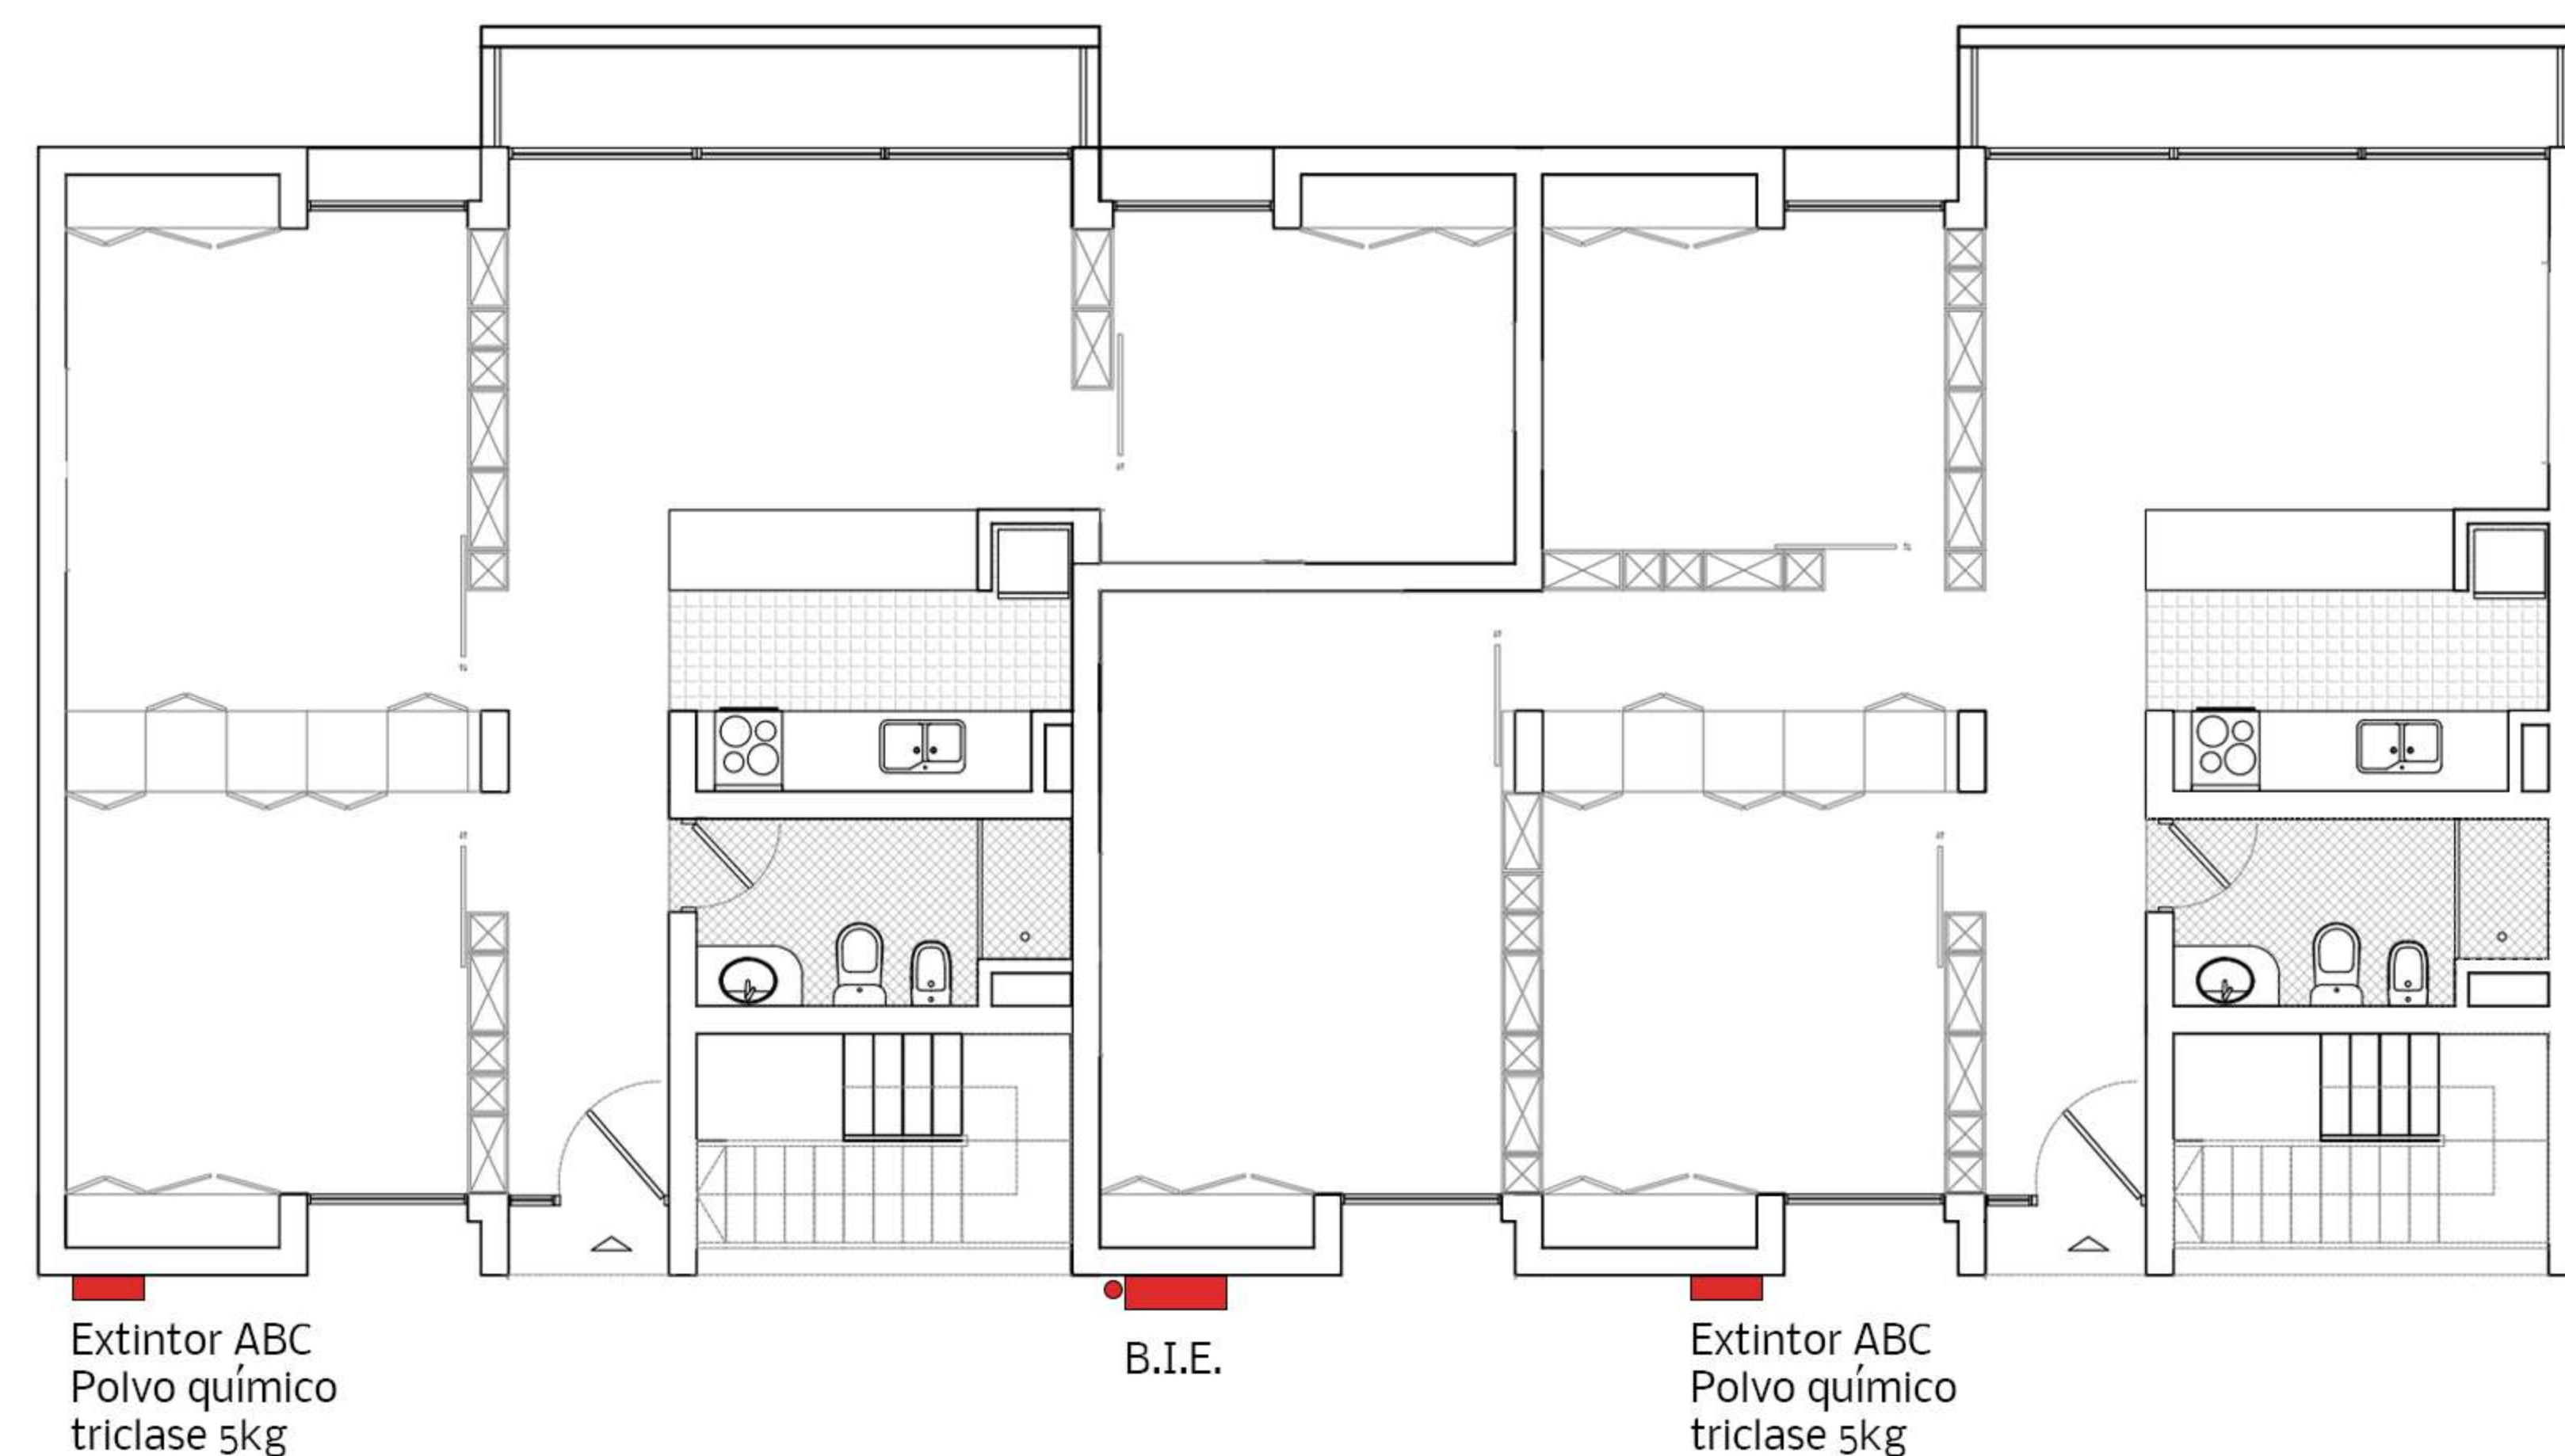 Extintor ABC
Polvo químico
triclase 5kg
B.I.E.
Extintor ABC
Polvo químico
triclase 5kg